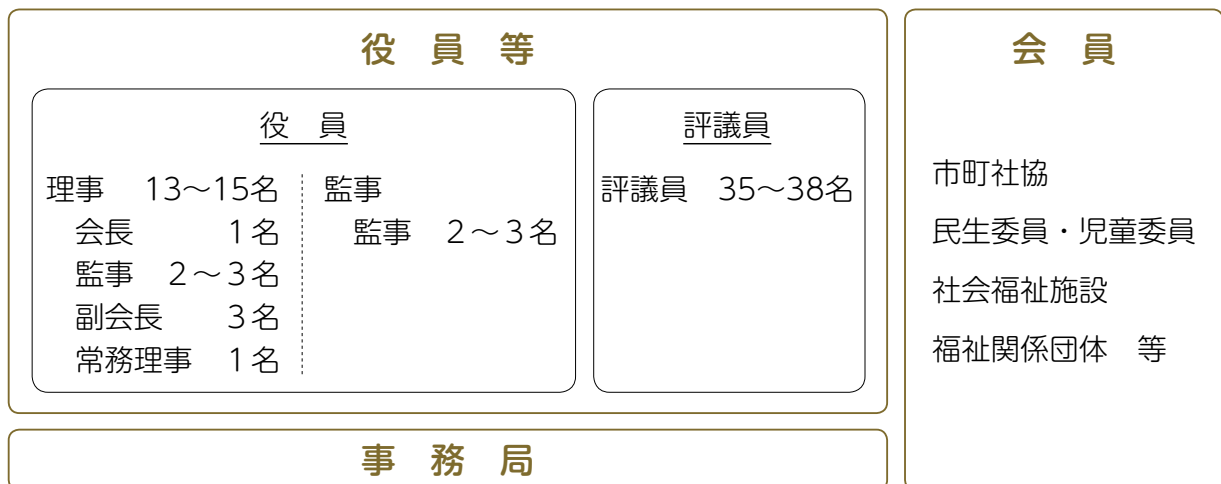 役 員 等
役 員
理事 13～15名
会長 1名
監事 2～3名
副会長 3名
常務理事 1名
監事
監事 2～3名
評議員
評議員 35～38名
事 務 局
会 員
市町社協
民生委員・児童委員
社会福祉施設
福祉関係団体 等